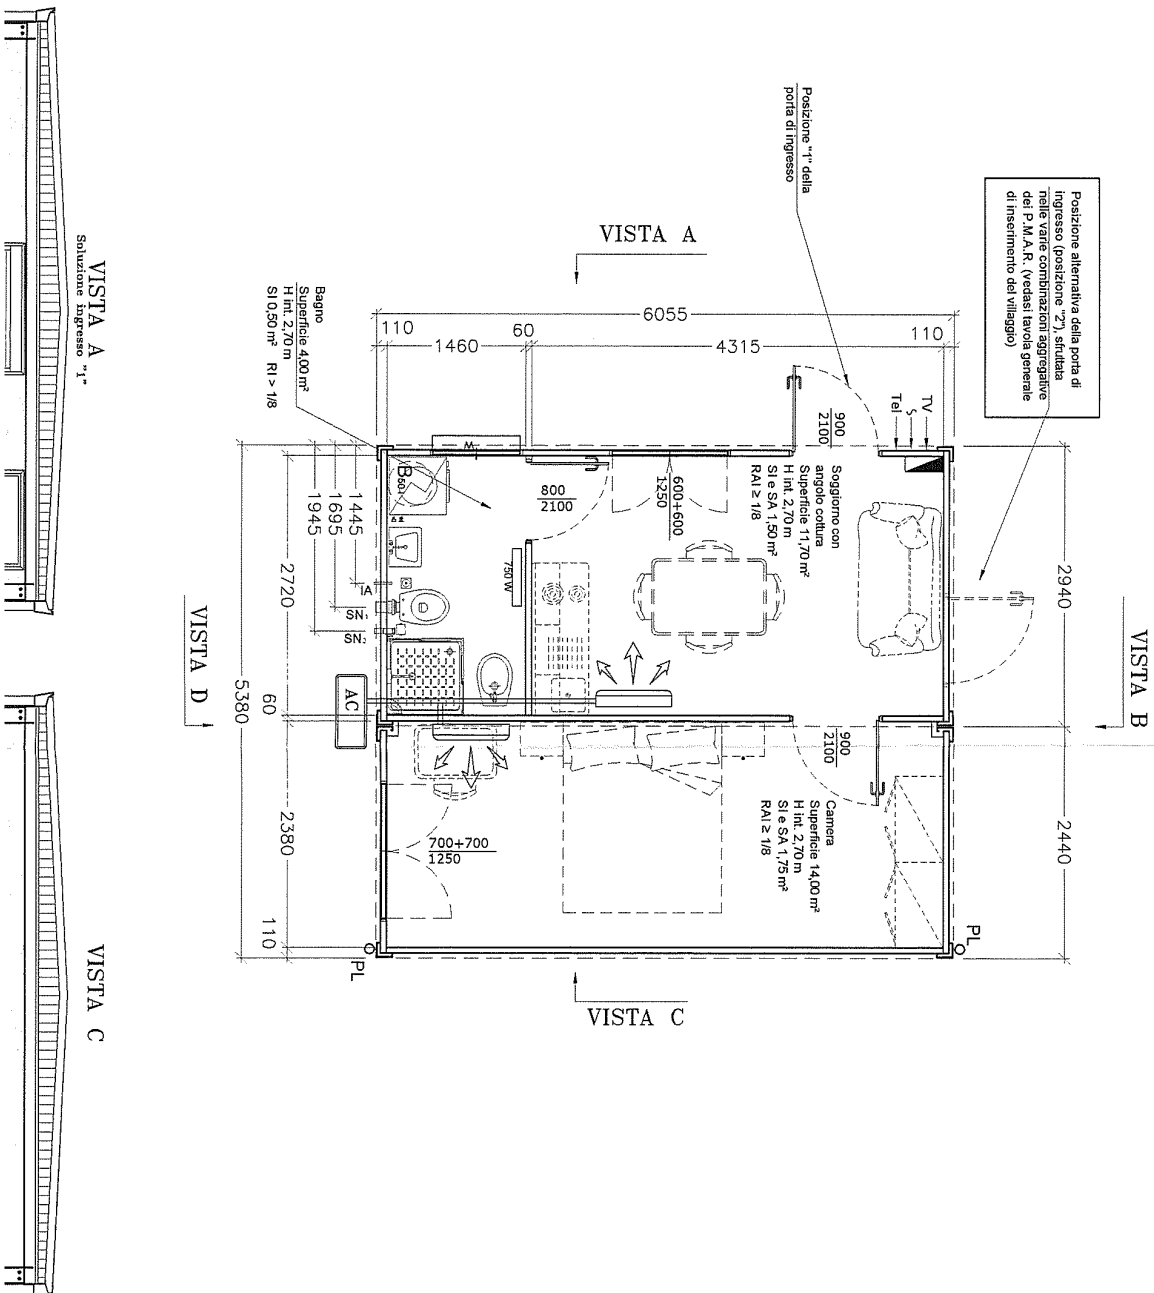 Posizione alternativa della porta di
ingresso (posizione "2"), sfruttata
nelle varie combinazioni aggregative
dei P.M.A.R. (vedasi tavola generale
di inserimento del villaggio)
Posizione "1" della
porta di ingresso
VISTA A
VISTA B
VISTA C
VISTA D
6055
110
1460
60
4315
110
2940
2440
TV
S
Tel
900
2100
Soggiorno con
angolo cottura
Superficie 11,70 m²
H int. 2,70 m
SI e SA 1,50 m²
RAI ≥ 1/8
600+600
1250
800
2100
750 W
Bagno
Superficie 4,00 m²
H int. 2,70 m
SI 0,50 m² RI > 1/8
W
B
50 l
IA
SN₁
SN₂
AC
900
2100
Camera
Superficie 14,00 m²
H int. 2,70 m
SI e SA 1,75 m²
RAI ≥ 1/8
700+700
1250
PL
PL
1445
1695
1945
2720
60
2380
110
5380
VISTA A
Soluzione ingresso "1"
VISTA C